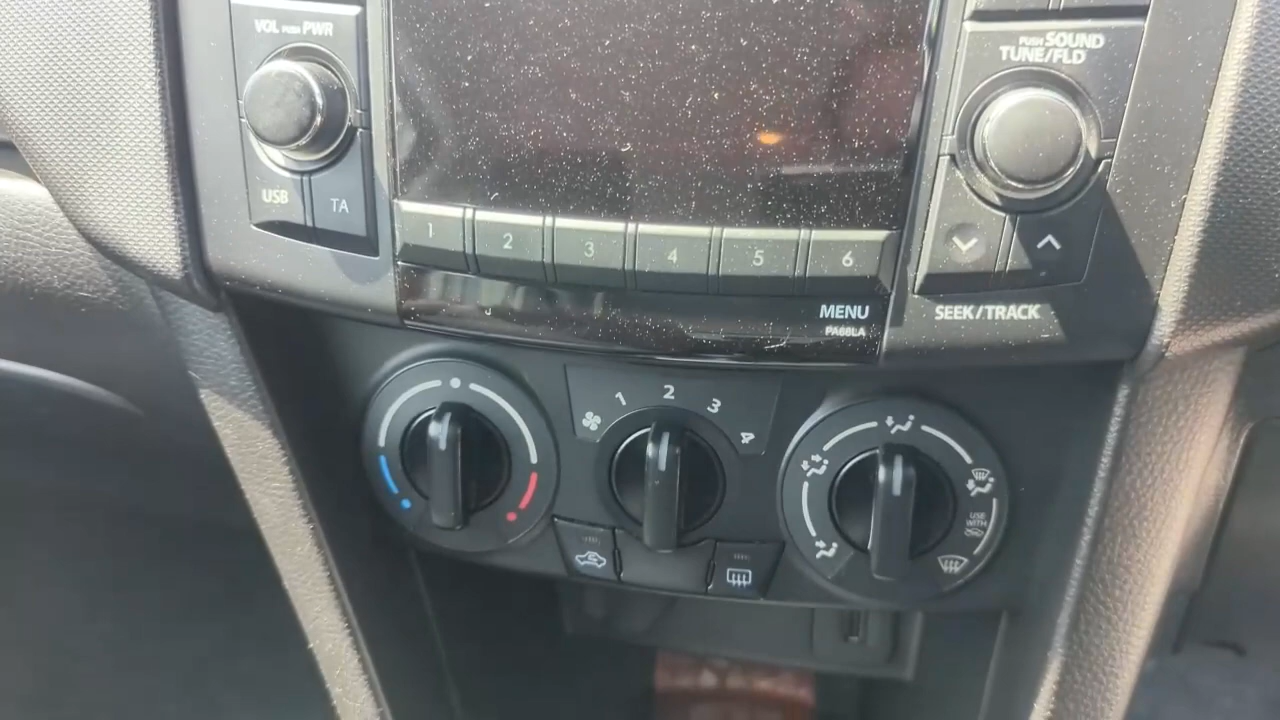 VOL PUSH PWR
PUSH SOUND
TUNE/FLD
USB
TA
1 2 3 4 5 6
MENU
PA66LA
SEEK/TRACK
1 2 3 4
USE
WITH